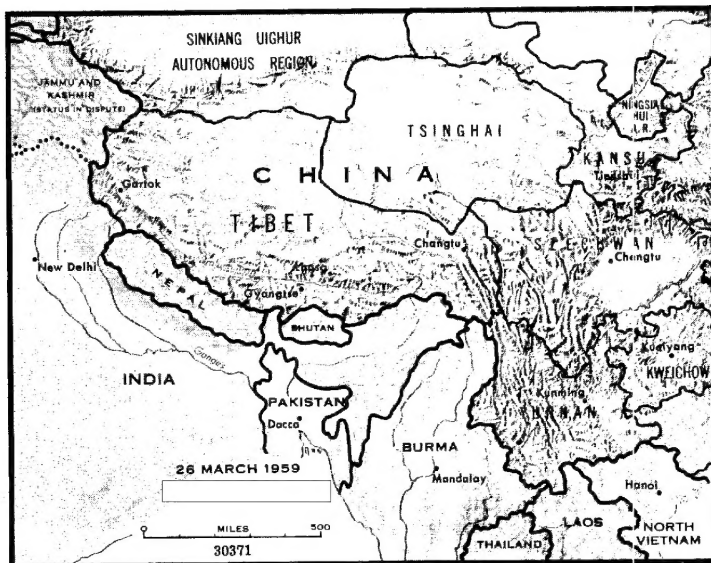 SINKIANG UIGHUR
AUTONOMOUS REGION
JAMMU AND
KASHMIR
(STATUS IN DISPUTE)
NINGSIA
HUI
A.R.
TSINGHAI
KANSU
CHINA
Gartok
TIBET
Changtu
SZECHWAN
Chengtu
New Delhi
NEPAL
Lhasa
Gyangtse
BHUTAN
Kueiyang
KWEICHOW
Ganges
INDIA
PAKISTAN
Dacca
Kunming
YUNNAN
BURMA
Mandalay
26 MARCH 1959
Hanoi
LAOS
NORTH
VIETNAM
THAILAND
0 MILES 500
30371